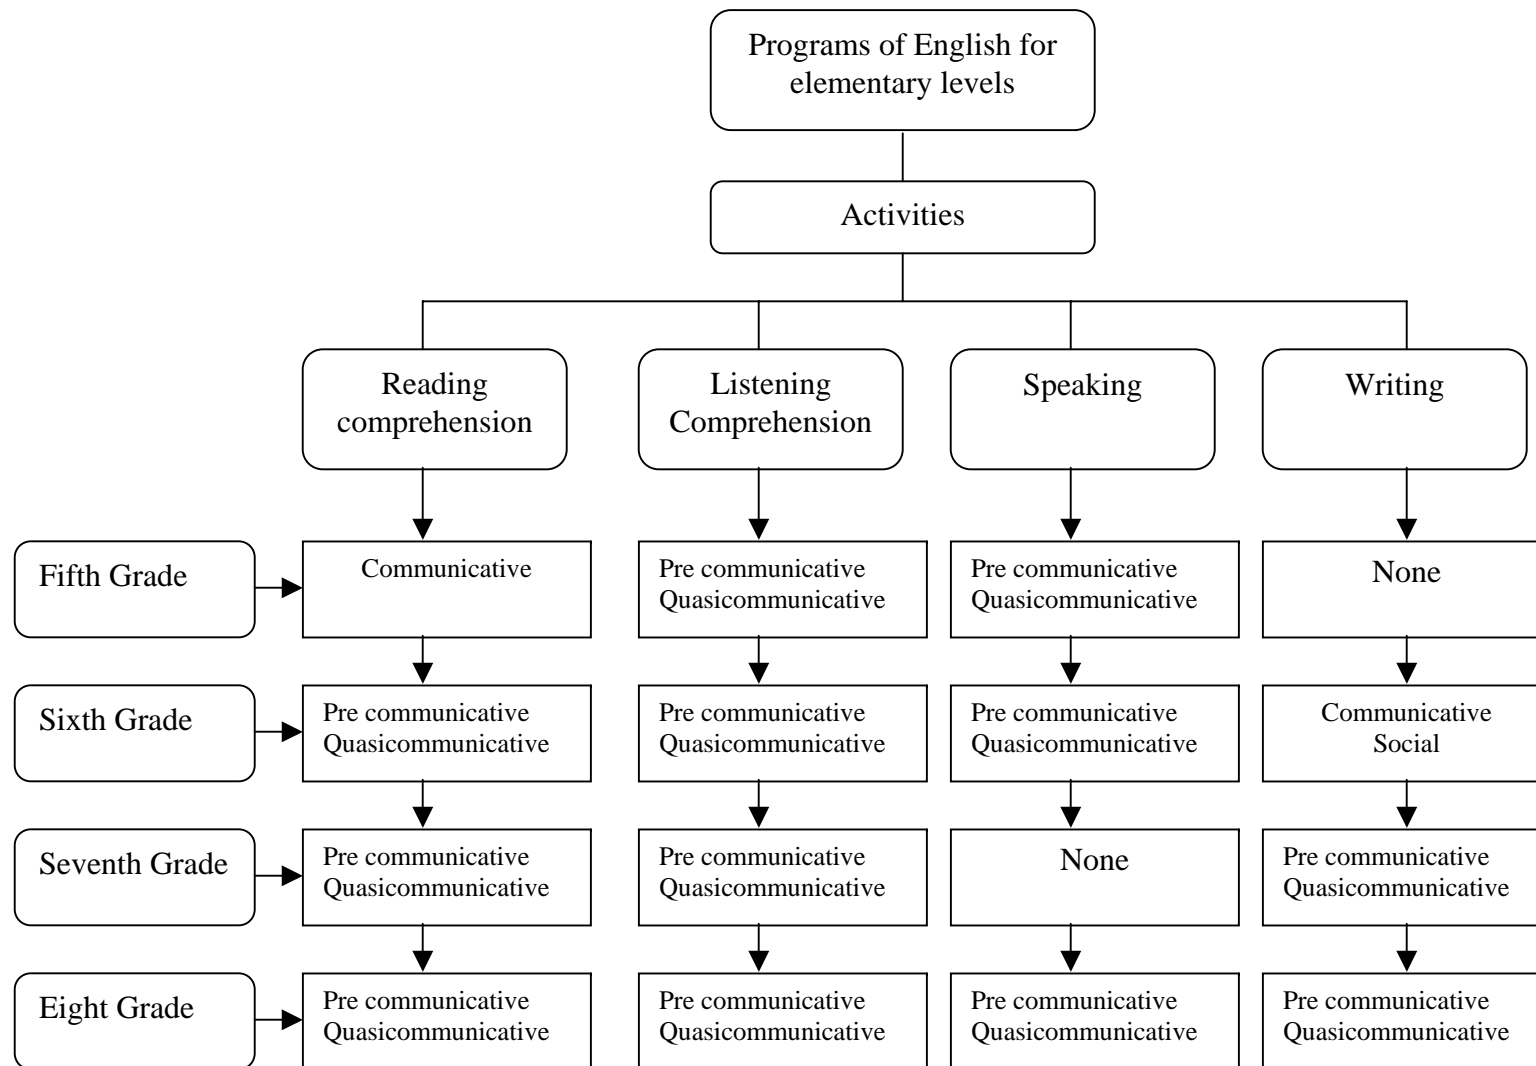 Programs of English for
elementary levels
Activities
Reading
comprehension
Listening
Comprehension
Speaking
Writing
Fifth Grade
Communicative
Pre communicative
Quasicommunicative
Pre communicative
Quasicommunicative
None
Sixth Grade
Pre communicative
Quasicommunicative
Pre communicative
Quasicommunicative
Pre communicative
Quasicommunicative
Communicative
Social
Seventh Grade
Pre communicative
Quasicommunicative
Pre communicative
Quasicommunicative
None
Pre communicative
Quasicommunicative
Eight Grade
Pre communicative
Quasicommunicative
Pre communicative
Quasicommunicative
Pre communicative
Quasicommunicative
Pre communicative
Quasicommunicative